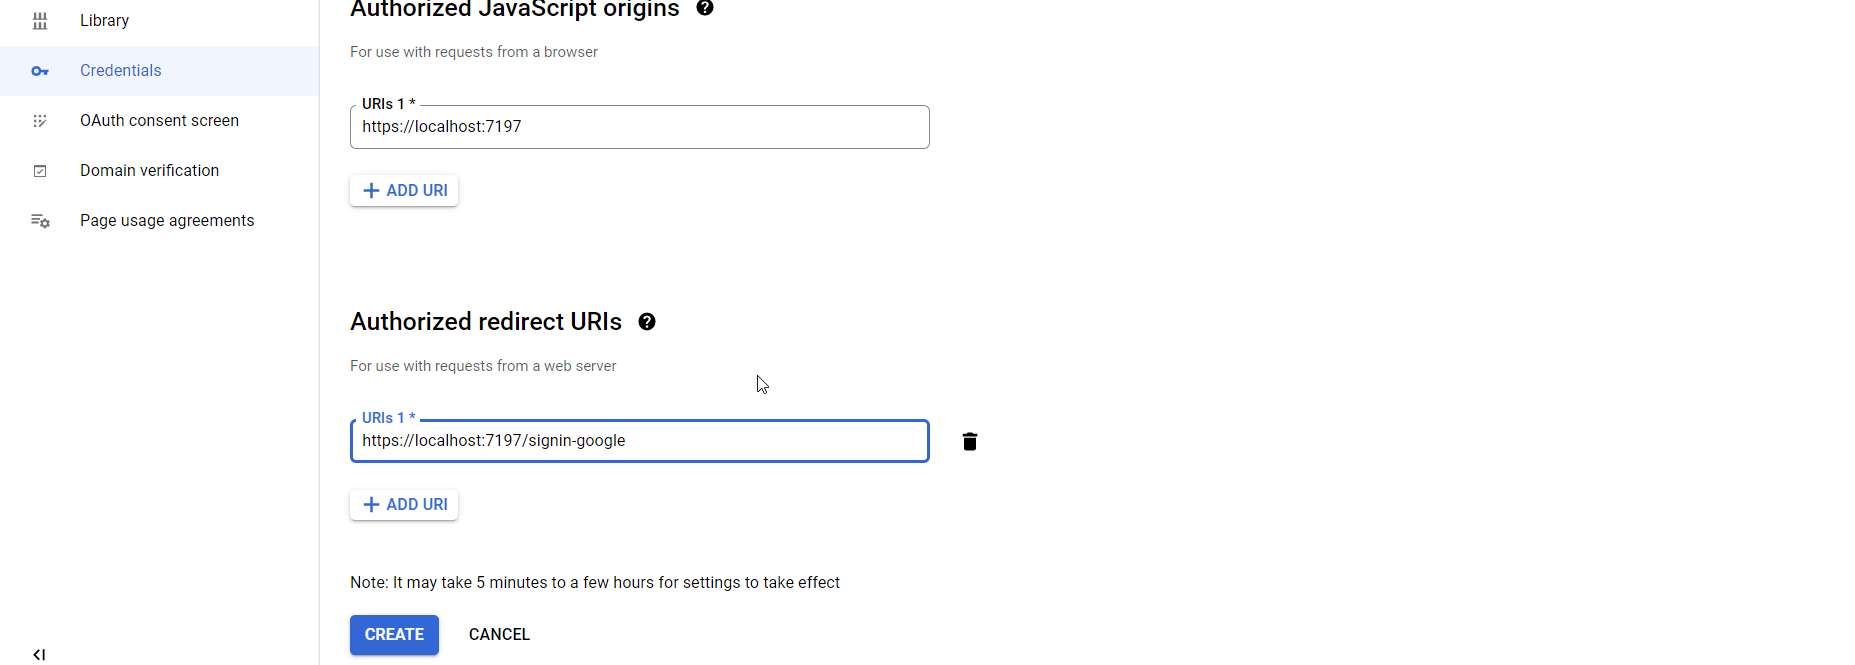 Library
Credentials
OAuth consent screen
Domain verification
Page usage agreements
Authorized JavaScript origins
For use with requests from a browser
URIs 1 *
https://localhost:7197
ADD URI
Authorized redirect URIs
For use with requests from a web server
URIs 1 *
https://localhost:7197/signin-google
ADD URI
Note: It may take 5 minutes to a few hours for settings to take effect
CREATE CANCEL